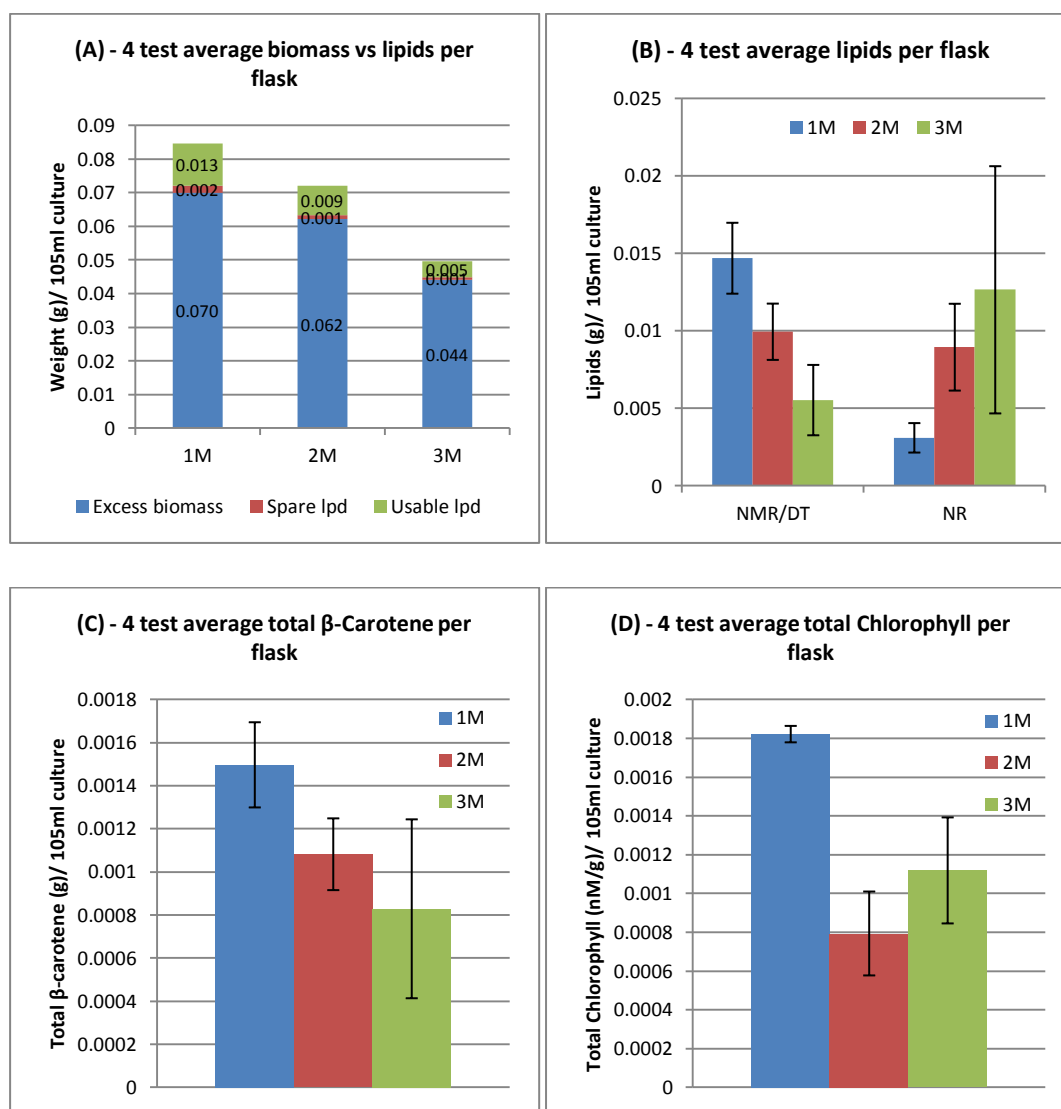 (A) - 4 test average biomass vs lipids per
flask
Weight (g)/ 105ml culture
0.09
0.08
0.07
0.06
0.05
0.04
0.03
0.02
0.01
0
0.013
0.002
0.070
0.009
0.001
0.062
0.005
0.001
0.044
1M
2M
3M
Excess biomass
Spare lpd
Usable lpd
(B) - 4 test average lipids per flask
Lipids (g)/ 105ml culture
0.025
0.02
0.015
0.01
0.005
0
1M
2M
3M
NMR/DT
NR
(C) - 4 test average total β-Carotene per
flask
Total β-carotene (g)/ 105ml culture
0.0018
0.0016
0.0014
0.0012
0.001
0.0008
0.0006
0.0004
0.0002
0
1M
2M
3M
(D) - 4 test average total Chlorophyll per
flask
Total Chlorophyll (nM/g)/ 105ml culture
0.002
0.0018
0.0016
0.0014
0.0012
0.001
0.0008
0.0006
0.0004
0.0002
0
1M
2M
3M